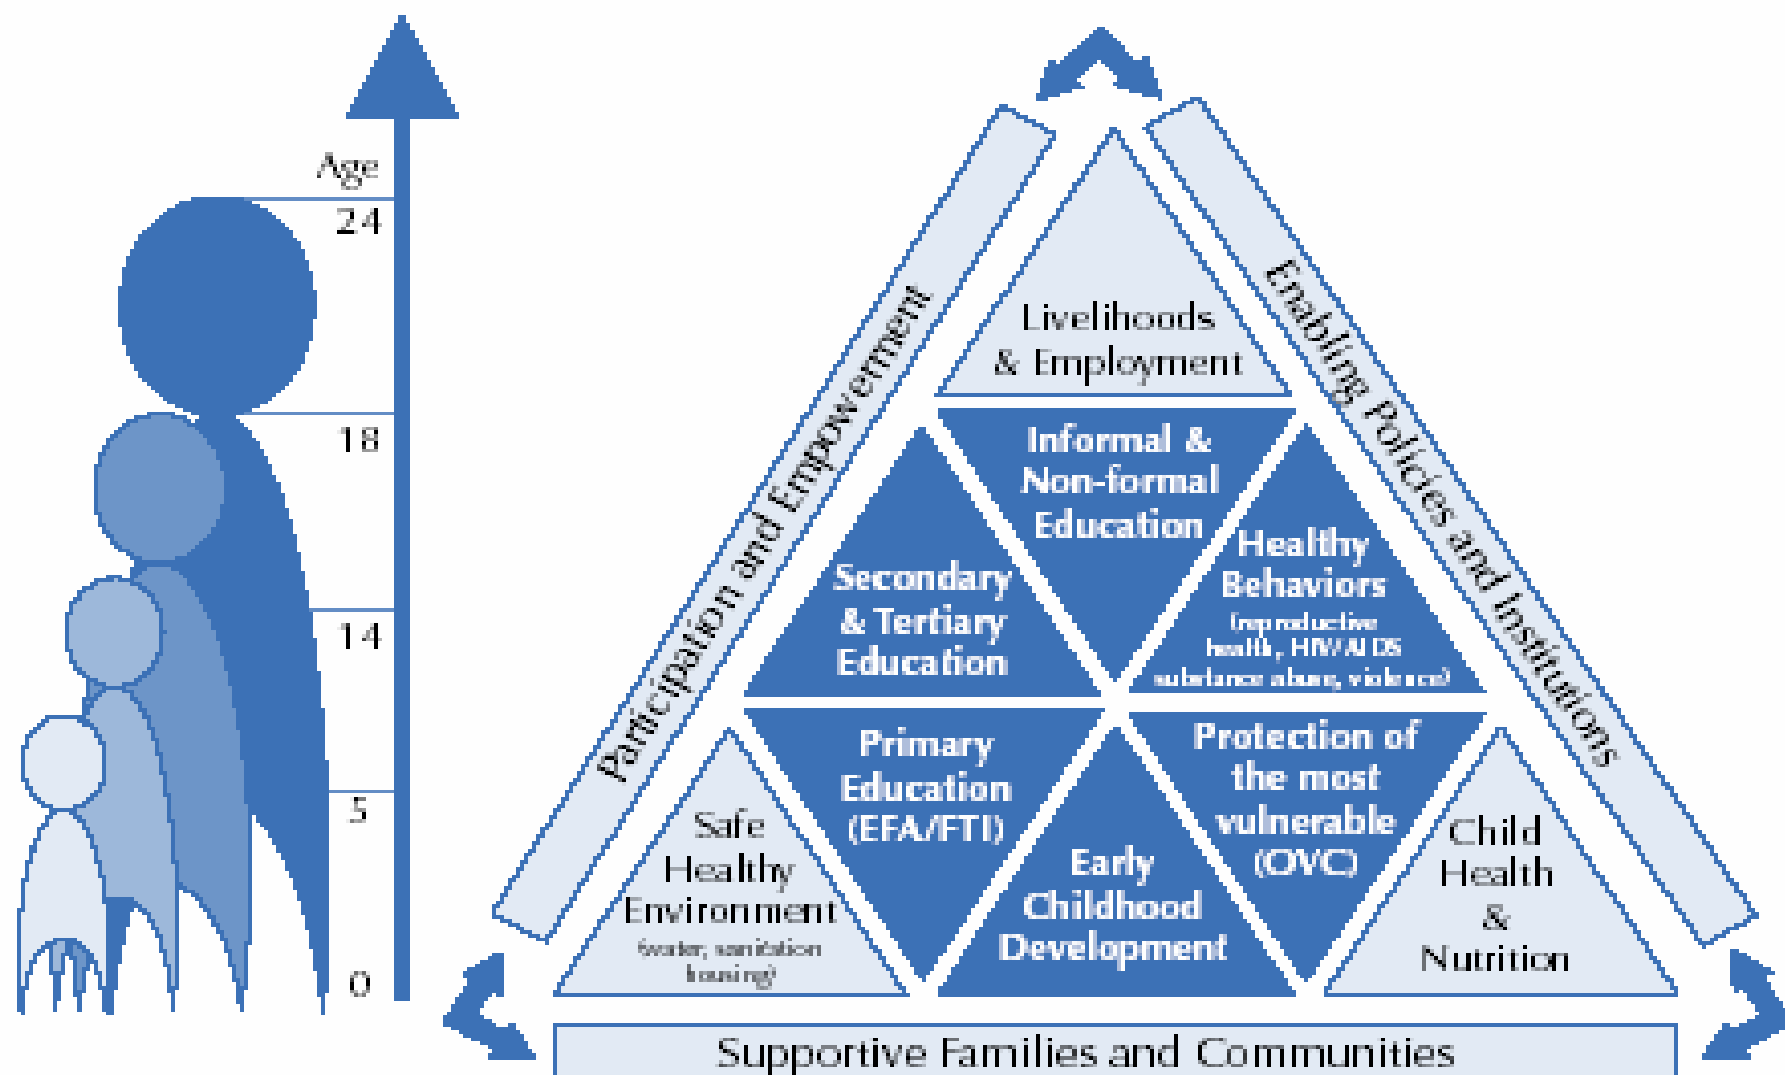 Age
24
18
14
5
0
Participation and Empowerment
Enabling Policies and Institutions
Livelihoods
& Employment
Informal &
Non-formal
Education
Secondary
& Tertiary
Education
Healthy
Behaviors
(reproductive
health, HIV/AIDS
substance abuse, violence)
Primary
Education
(EFA/FTI)
Protection of
the most
vulnerable
(OVC)
Safe
Healthy
Environment
(water, sanitation
housing)
Early
Childhood
Development
Child
Health
&
Nutrition
Supportive Families and Communities